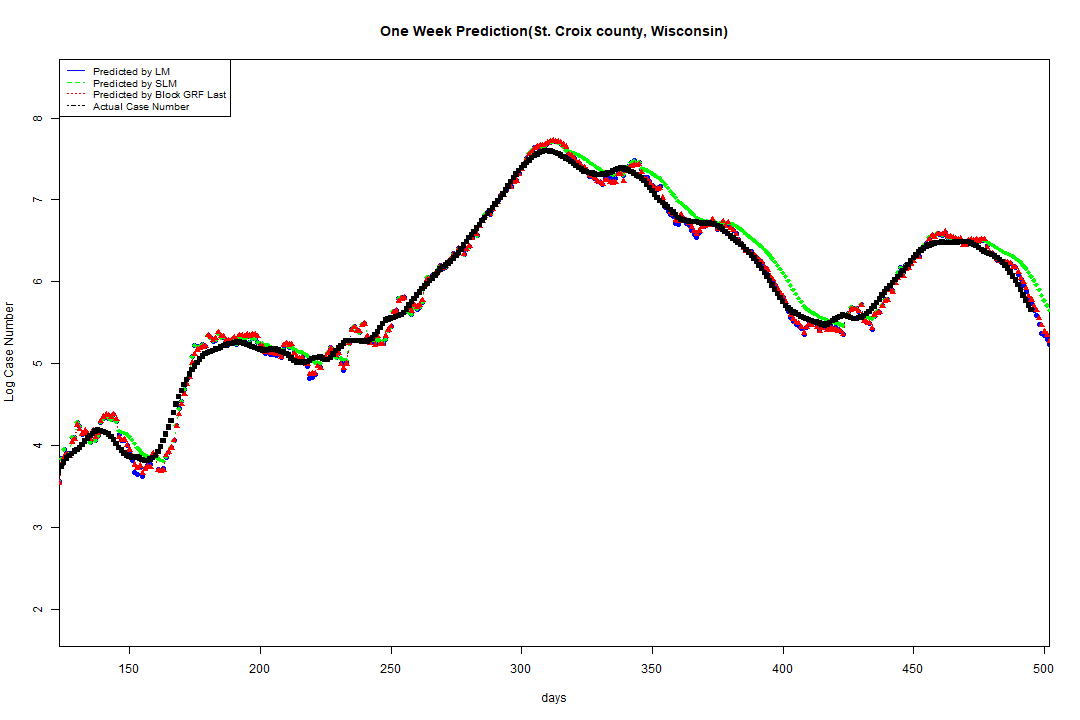 One Week Prediction(St. Croix county, Wisconsin)
Predicted by LM
Predicted by SLM
Predicted by Block GRF Last
Actual Case Number
8
7
6
5
4
3
2
Log Case Number
150 200 250 300 350 400 450 500
days